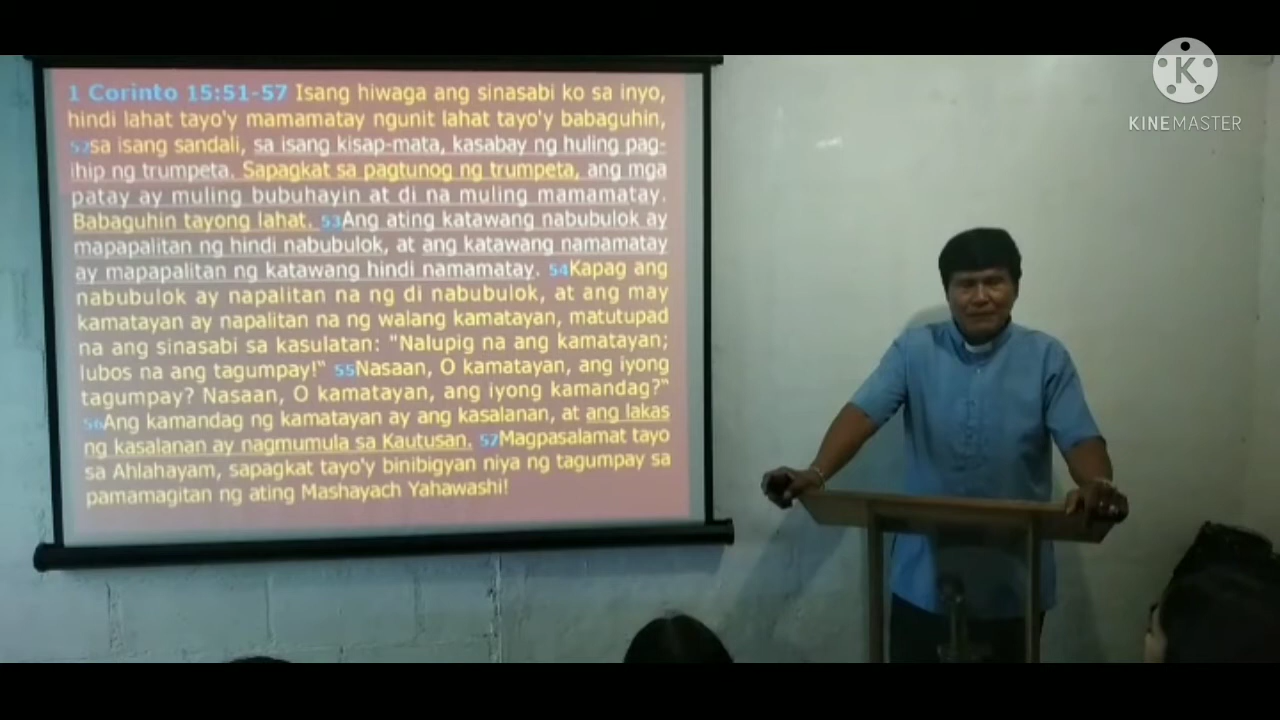 1 Corinto 15:51-57 Isang hiwaga ang sinasabi ko sa inyo,
hindi lahat tayo'y mamamatay ngunit lahat tayo'y babaguhin,
52sa isang sandali, sa isang kisap-mata, kasabay ng huling pag-
ihip ng trumpeta. Sapagkat sa pagtunog ng trumpeta, ang mga
patay ay muling bubuhayin at di na muling mamamatay.
Babaguhin tayong lahat. 53Ang ating katawang nabubulok ay
mapapalitan ng hindi nabubulok, at ang katawang namamatay
ay mapapalitan ng katawang hindi namamatay. 54Kapag ang
nabubulok ay napalitan na ng di nabubulok, at ang may
kamatayan ay napalitan na ng walang kamatayan, matutupad
na ang sinasabi sa kasulatan: "Nalupig na ang kamatayan;
lubos na ang tagumpay!" 55Nasaan, O kamatayan, ang iyong
tagumpay? Nasaan, O kamatayan, ang iyong kamandag?"
56Ang kamandag ng kamatayan ay ang kasalanan, at ang lakas
ng kasalanan ay nagmumula sa Kautusan. 57Magpasalamat tayo
sa Ahlahayam, sapagkat tayo'y binibigyan niya ng tagumpay sa
pamamagitan ng ating Mashayach Yahawashi!
K
KINEMASTER